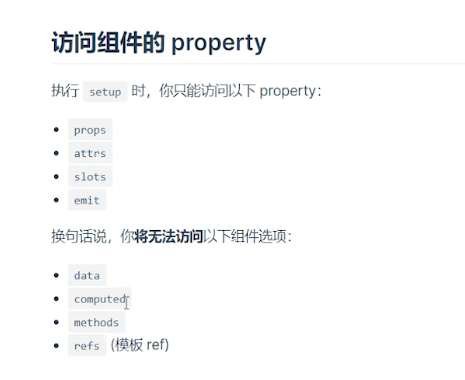 访问组件的 property
执行 setup 时，你只能访问以下 property：
props
attrs
slots
emit
换句话说，你将无法访问以下组件选项：
data
computed
methods
refs (模板 ref)